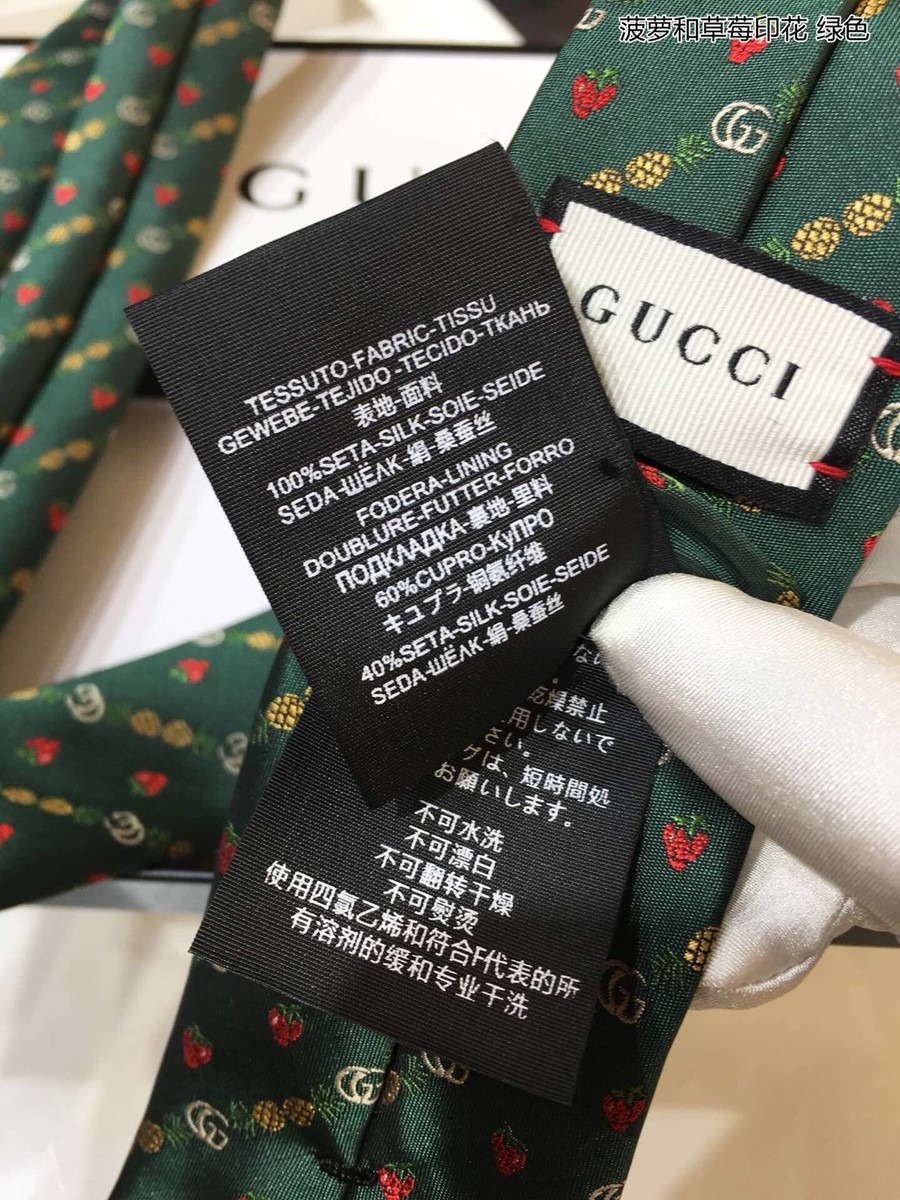 菠萝和草莓印花 绿色
GU
GUCCI
TESSUTO-FABRIC-TISSU
GEWEBE-TEJIDO-TECIDO-ТКАНЬ
表地-面料
100%SETA-SILK-SOIE-SEIDE
SEDA-ШЁЛК-絹-桑蚕丝
FODERA-LINING
DOUBLURE-FUTTER-FORRO
ПОДКЛАДКА-裏地-里料
60%CUPRO-КуПРО
キュプラ-铜氨纤维
40%SETA-SILK-SOIE-SEIDE
SEDA-ШЁЛК-絹-桑蚕丝
乾燥禁止
用しないで
さい。
グは、短時間処
お願いします。
不可水洗
不可漂白
不可翻转干燥
不可熨烫
使用四氯乙烯和符合F代表的所
有溶剂的缓和专业干洗